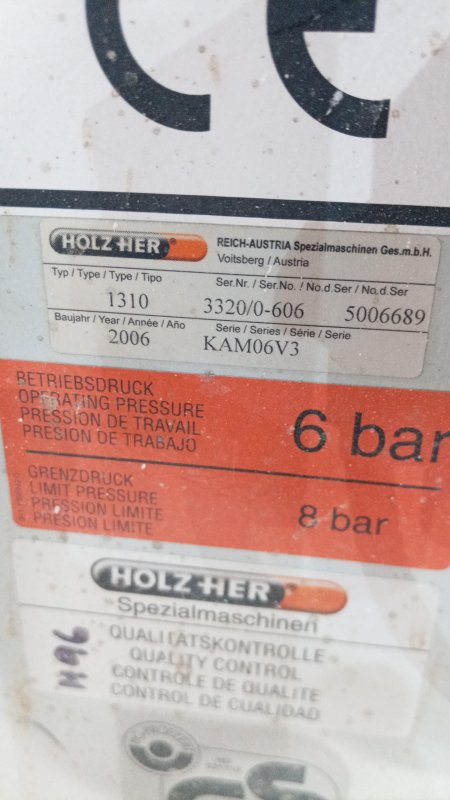 CE
HOLZ-HER
REICH-AUSTRIA Spezialmaschinen Ges.m.b.H.
Voitsberg / Austria
Typ / Type / Type / Tipo
Ser.Nr. / Ser.No. / No.d.Ser / No.d.Ser
1310
3320/0-606
5006689
Baujahr / Year / Année / Año
Serie / Series / Série / Serie
2006
KAM06V3
BETRIEBSDRUCK
OPERATING PRESSURE
PRESSION DE TRAVAIL
PRESION DE TRABAJO
6 bar
GRENZDRUCK
LIMIT PRESSURE
PRESSION LIMITE
PRESION LIMITE
8 bar
HOLZ-HER
Spezialmaschinen
QUALITÄTSKONTROLLE
QUALITY CONTROL
CONTROLE DE QUALITE
CONTROL DE CUALIDAD
M96
GS